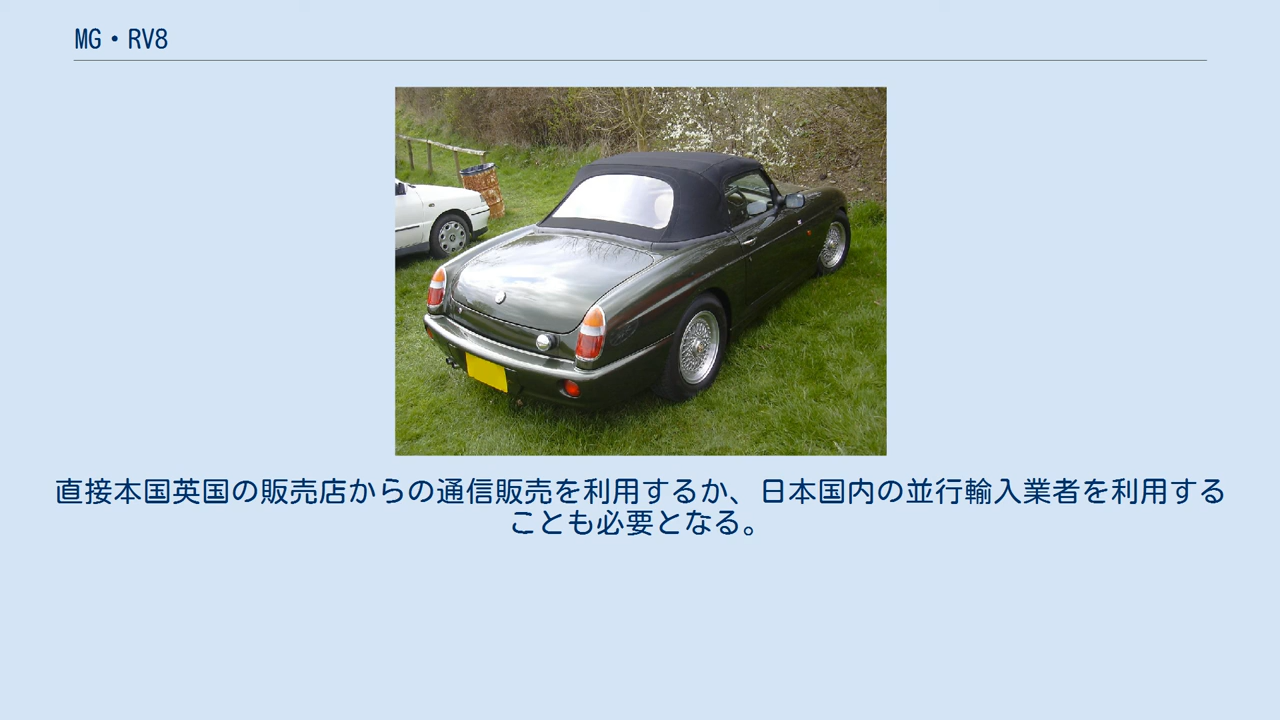 MG・RV8
直接本国英国の販売店からの通信販売を利用するか、日本国内の並行輸入業者を利用する
ことも必要となる。